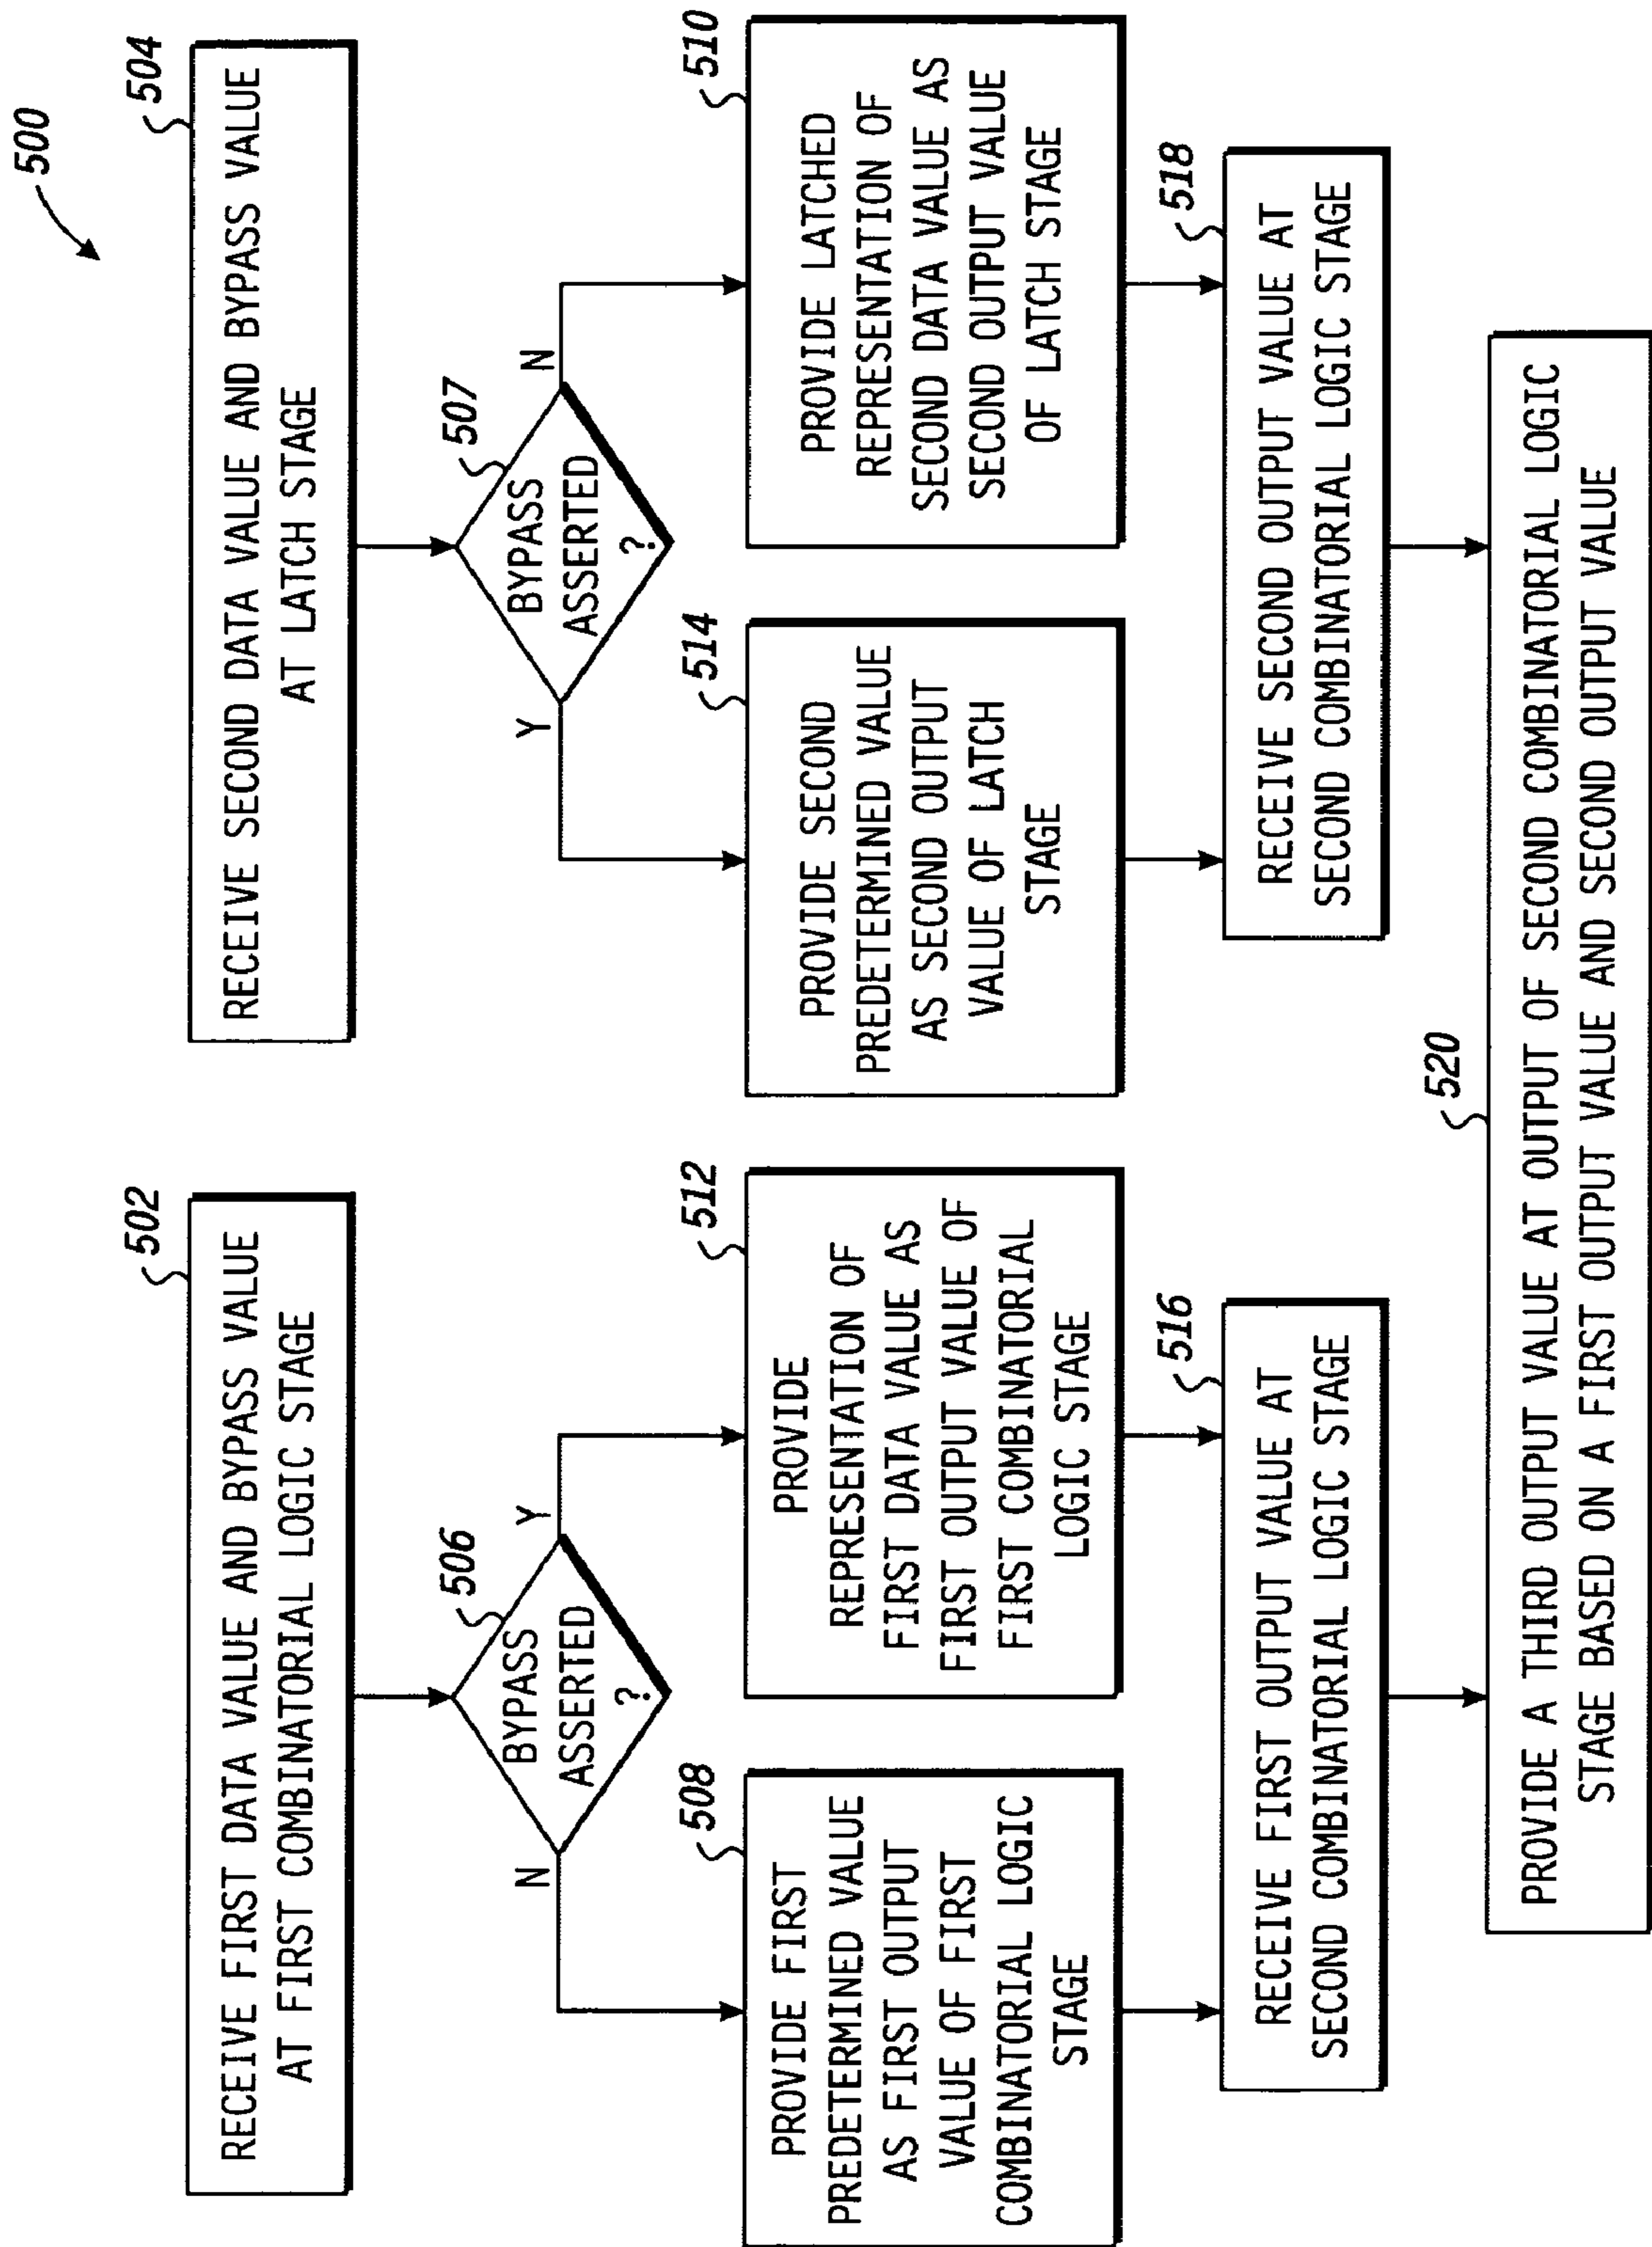 500
502
RECEIVE FIRST DATA VALUE AND BYPASS VALUE
AT FIRST COMBINATORIAL LOGIC STAGE
504
RECEIVE SECOND DATA VALUE AND BYPASS VALUE
AT LATCH STAGE
506
BYPASS
ASSERTED
?
N
Y
507
BYPASS
ASSERTED
?
Y
N
508
PROVIDE FIRST
PREDETERMINED VALUE
AS FIRST OUTPUT
VALUE OF FIRST
COMBINATORIAL LOGIC
STAGE
512
PROVIDE
REPRESENTATION OF
FIRST DATA VALUE AS
FIRST OUTPUT VALUE OF
FIRST COMBINATORIAL
LOGIC STAGE
514
PROVIDE SECOND
PREDETERMINED VALUE
AS SECOND OUTPUT
VALUE OF LATCH
STAGE
510
PROVIDE LATCHED
REPRESENTATION OF
SECOND DATA VALUE AS
SECOND OUTPUT VALUE
OF LATCH STAGE
516
RECEIVE FIRST OUTPUT VALUE AT
SECOND COMBINATORIAL LOGIC STAGE
518
RECEIVE SECOND OUTPUT VALUE AT
SECOND COMBINATORIAL LOGIC STAGE
520
PROVIDE A THIRD OUTPUT VALUE AT OUTPUT OF SECOND COMBINATORIAL LOGIC
STAGE BASED ON A FIRST OUTPUT VALUE AND SECOND OUTPUT VALUE